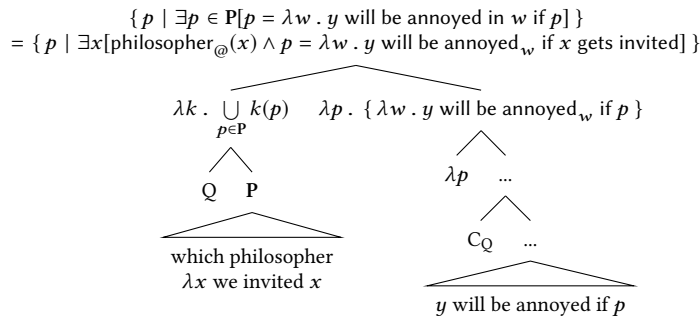 { p | ∃p ∈ P[p = λw . y will be annoyed in w if p] }
= { p | ∃x[philosopher@(x) ∧ p = λw . y will be annoyed_w if x gets invited] }
λk . ⋃_{p∈P} k(p) λp . { λw . y will be annoyed_w if p }
λp ...
Q P
C_Q ...
which philosopher
λx we invited x
y will be annoyed if p